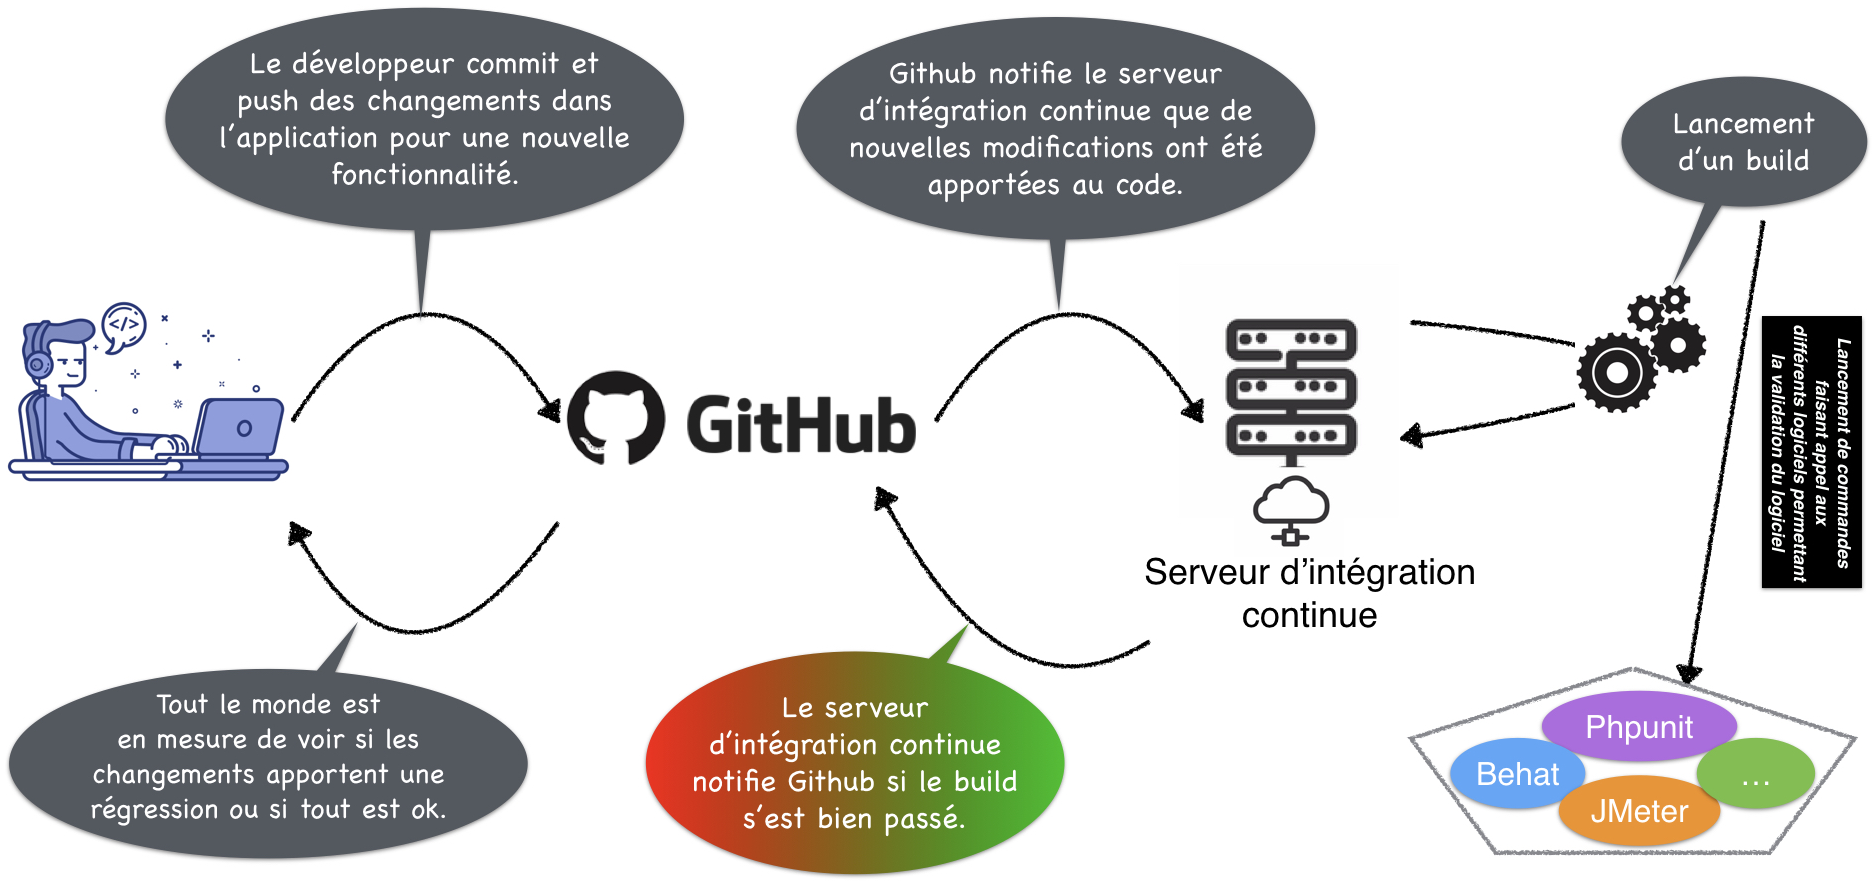 Le développeur commit et
push des changements dans
l'application pour une nouvelle
fonctionnalité.
Github notifie le serveur
d'intégration continue que de
nouvelles modifications ont été
apportées au code.
Lancement
d'un build
</>
GitHub
Lancement de commandes
faisant appel aux
différents logiciels permettant
la validation du logiciel
Serveur d'intégration
continue
Tout le monde est
en mesure de voir si les
changements apportent une
régression ou si tout est ok.
Le serveur
d'intégration continue
notifie Github si le build
s'est bien passé.
Phpunit
Behat
...
JMeter